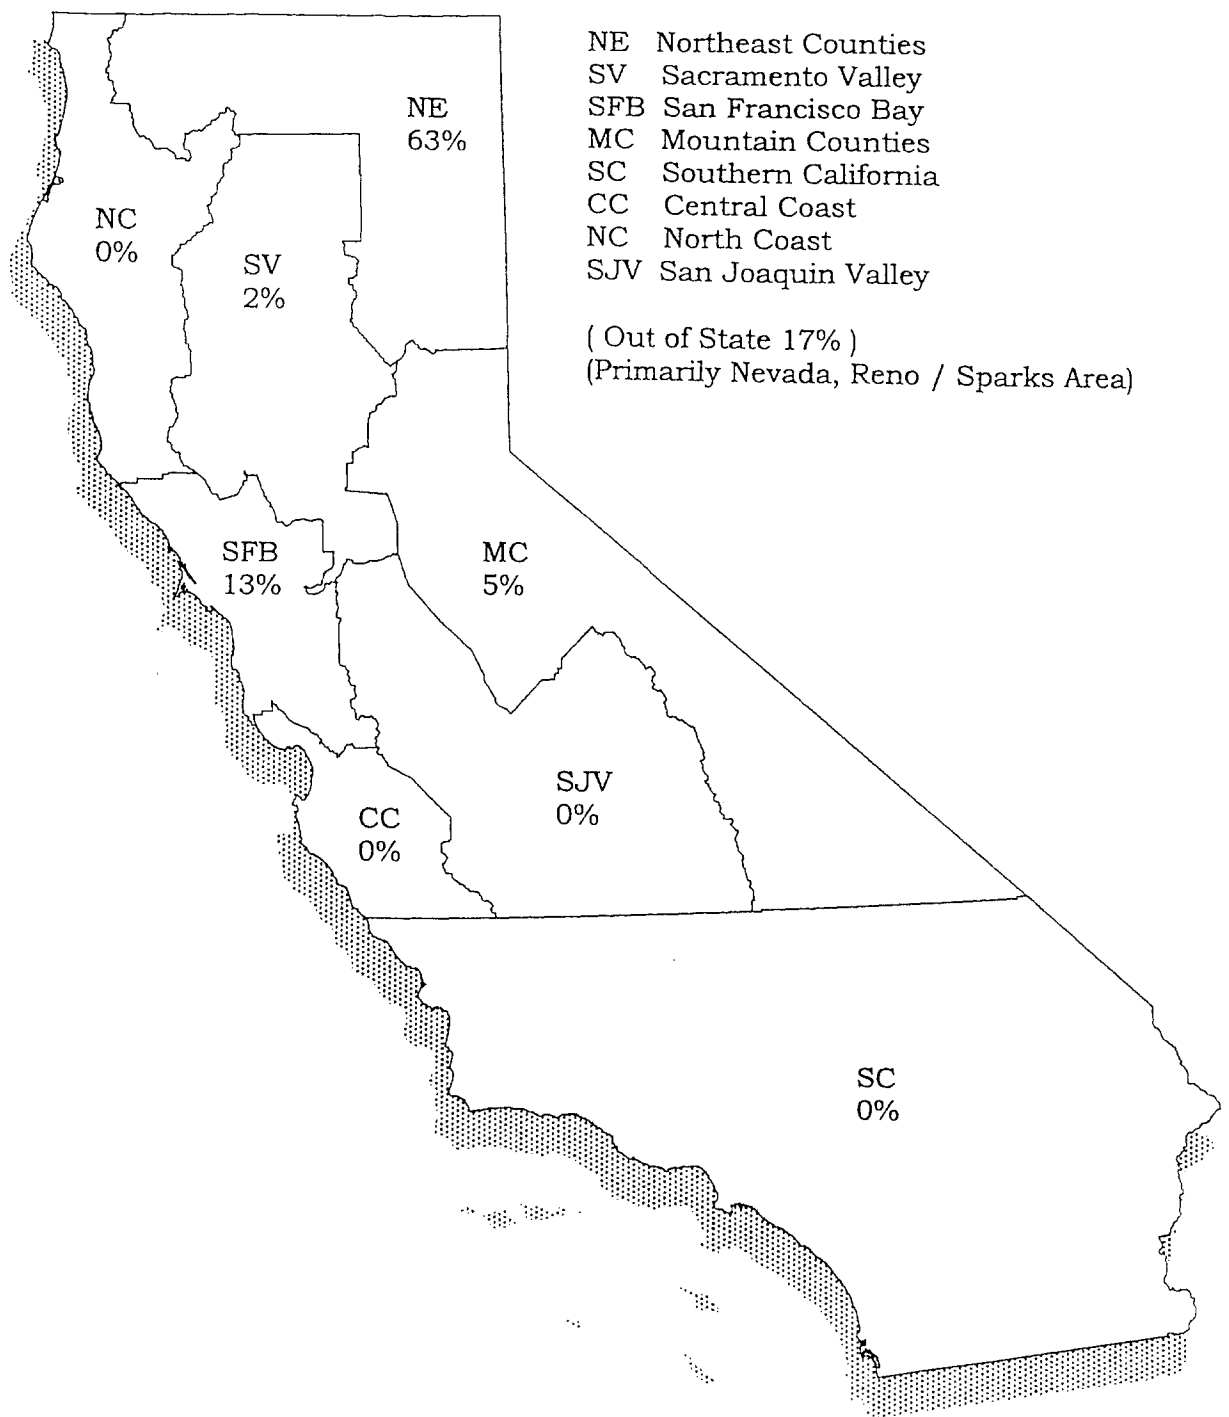 NE Northeast Counties
SV Sacramento Valley
SFB San Francisco Bay
MC Mountain Counties
SC Southern California
CC Central Coast
NC North Coast
SJV San Joaquin Valley
( Out of State 17% )
(Primarily Nevada, Reno / Sparks Area)
NE
63%
NC
0%
SV
2%
SFB
13%
MC
5%
SJV
0%
CC
0%
SC
0%